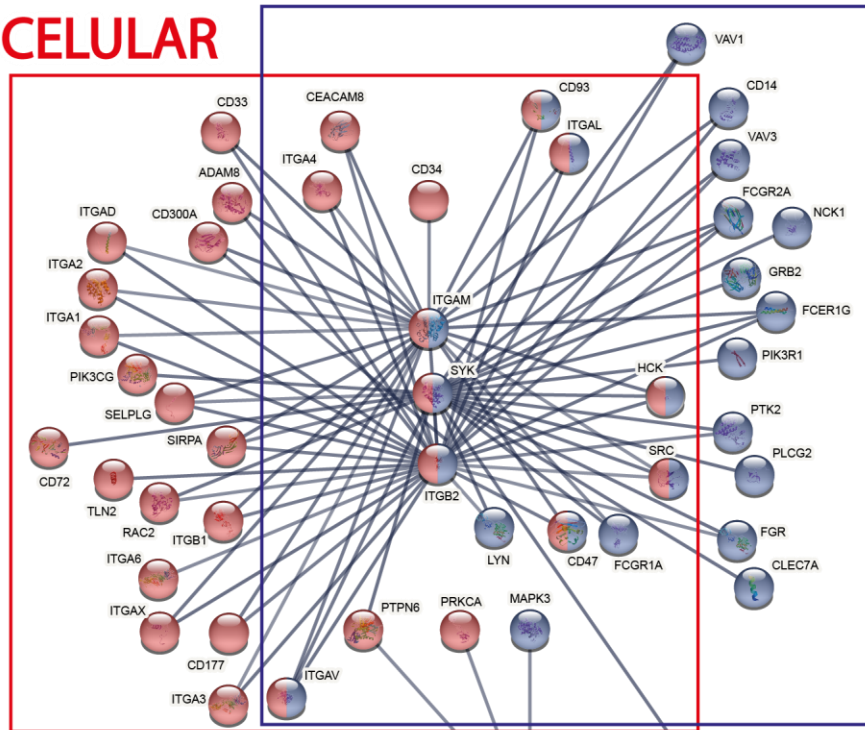 CELULAR
VAV1
CD33
CEACAM8
CD93
CD14
ITGAL
VAV3
ITGA4
CD34
ADAM8
FCGR2A
NCK1
ITGAD
CD300A
ITGA2
GRB2
ITGAM
FCER1G
ITGA1
PIK3R1
PIK3CG
SYK
HCK
SELPLG
PTK2
SIRPA
SRC
PLCG2
CD72
TLN2
ITGB2
RAC2
ITGB1
FGR
LYN
CD47
FCGR1A
CLEC7A
ITGA6
ITGAX
PTPN6
PRKCA
MAPK3
CD177
ITGA3
ITGAV